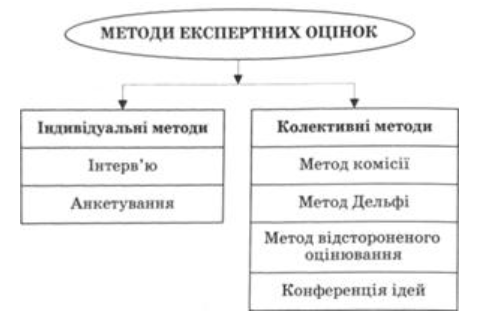 МЕТОДИ ЕКСПЕРТНИХ ОЦІНОК
Індивідуальні методи
Інтерв’ю
Анкетування
Колективні методи
Метод комісії
Метод Дельфі
Метод відстороненого
оцінювання
Конференція ідей